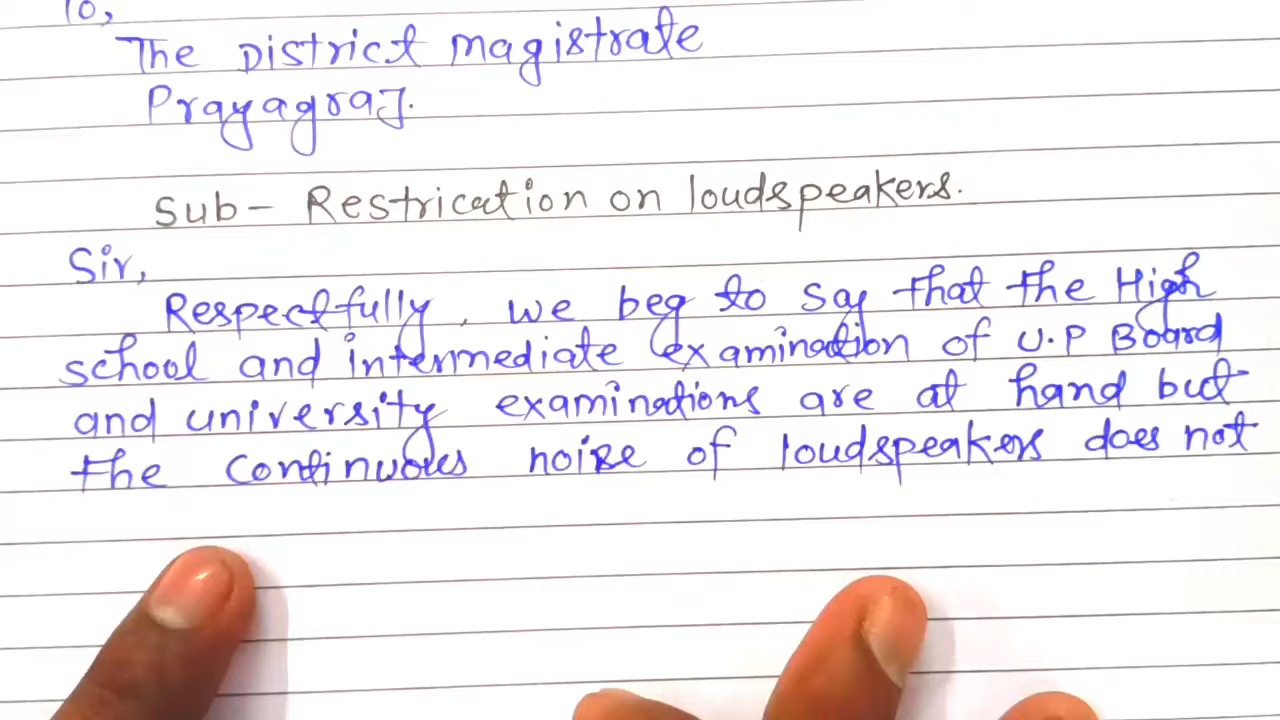 To,
The District magistrate
Prayagraj.
Sub- Restrication on loudspeakers.
Sir,
Respectfully, we beg to say that the High
school and intermediate examination of U.P Board
and university examinations are at hand but
the continuous noise of loudspeakers does not